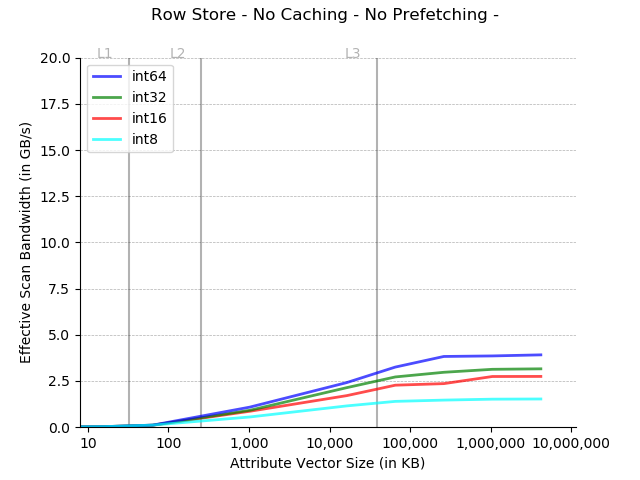 Row Store - No Caching - No Prefetching -
L1 L2 L3
20.0
17.5
15.0
12.5
10.0
7.5
5.0
2.5
0.0
int64
int32
int16
int8
Effective Scan Bandwidth (in GB/s)
10 100 1,000 10,000 100,000 1,000,000 10,000,000
Attribute Vector Size (in KB)